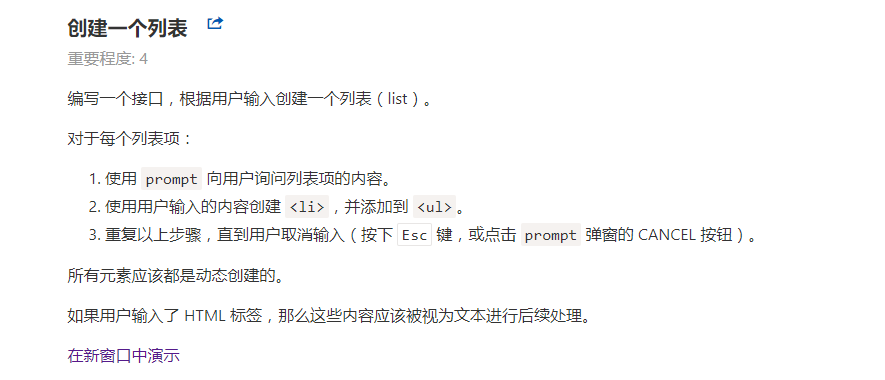 创建一个列表
重要程度: 4
编写一个接口，根据用户输入创建一个列表（list）。
对于每个列表项：
1. 使用 prompt 向用户询问列表项的内容。
2. 使用用户输入的内容创建 <li>，并添加到 <ul>。
3. 重复以上步骤，直到用户取消输入（按下 Esc 键，或点击 prompt 弹窗的 CANCEL 按钮）。
所有元素应该都是动态创建的。
如果用户输入了 HTML 标签，那么这些内容应该被视为文本进行后续处理。
在新窗口中演示